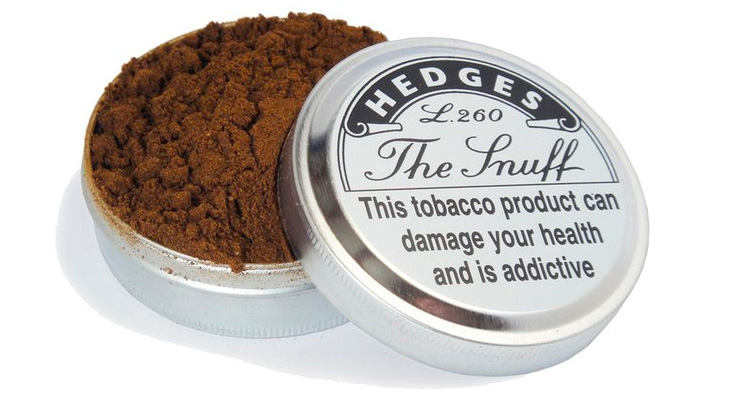 HEDGES
L.260
The Snuff
This tobacco product can
damage your health
and is addictive